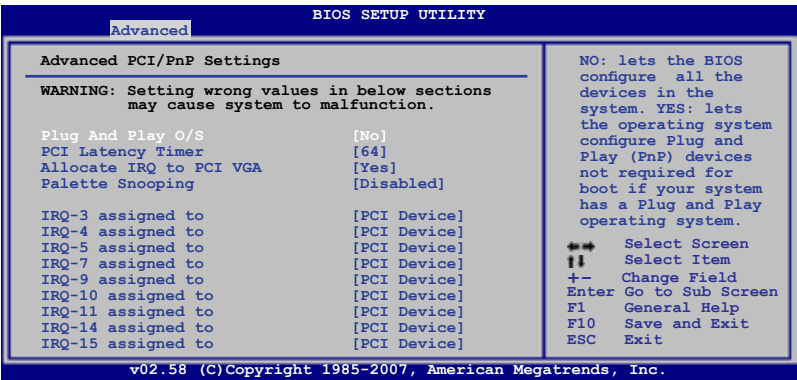 BIOS SETUP UTILITY
Advanced
Advanced PCI/PnP Settings
WARNING: Setting wrong values in below sections
may cause system to malfunction.
Plug And Play O/S [No]
PCI Latency Timer [64]
Allocate IRQ to PCI VGA [Yes]
Palette Snooping [Disabled]
IRQ-3 assigned to [PCI Device]
IRQ-4 assigned to [PCI Device]
IRQ-5 assigned to [PCI Device]
IRQ-7 assigned to [PCI Device]
IRQ-9 assigned to [PCI Device]
IRQ-10 assigned to [PCI Device]
IRQ-11 assigned to [PCI Device]
IRQ-14 assigned to [PCI Device]
IRQ-15 assigned to [PCI Device]
NO: lets the BIOS
configure all the
devices in the
system. YES: lets
the operating system
configure Plug and
Play (PnP) devices
not required for
boot if your system
has a Plug and Play
operating system.
←→ Select Screen
↑↓ Select Item
+- Change Field
Enter Go to Sub Screen
F1 General Help
F10 Save and Exit
ESC Exit
v02.58 (C)Copyright 1985-2007, American Megatrends, Inc.